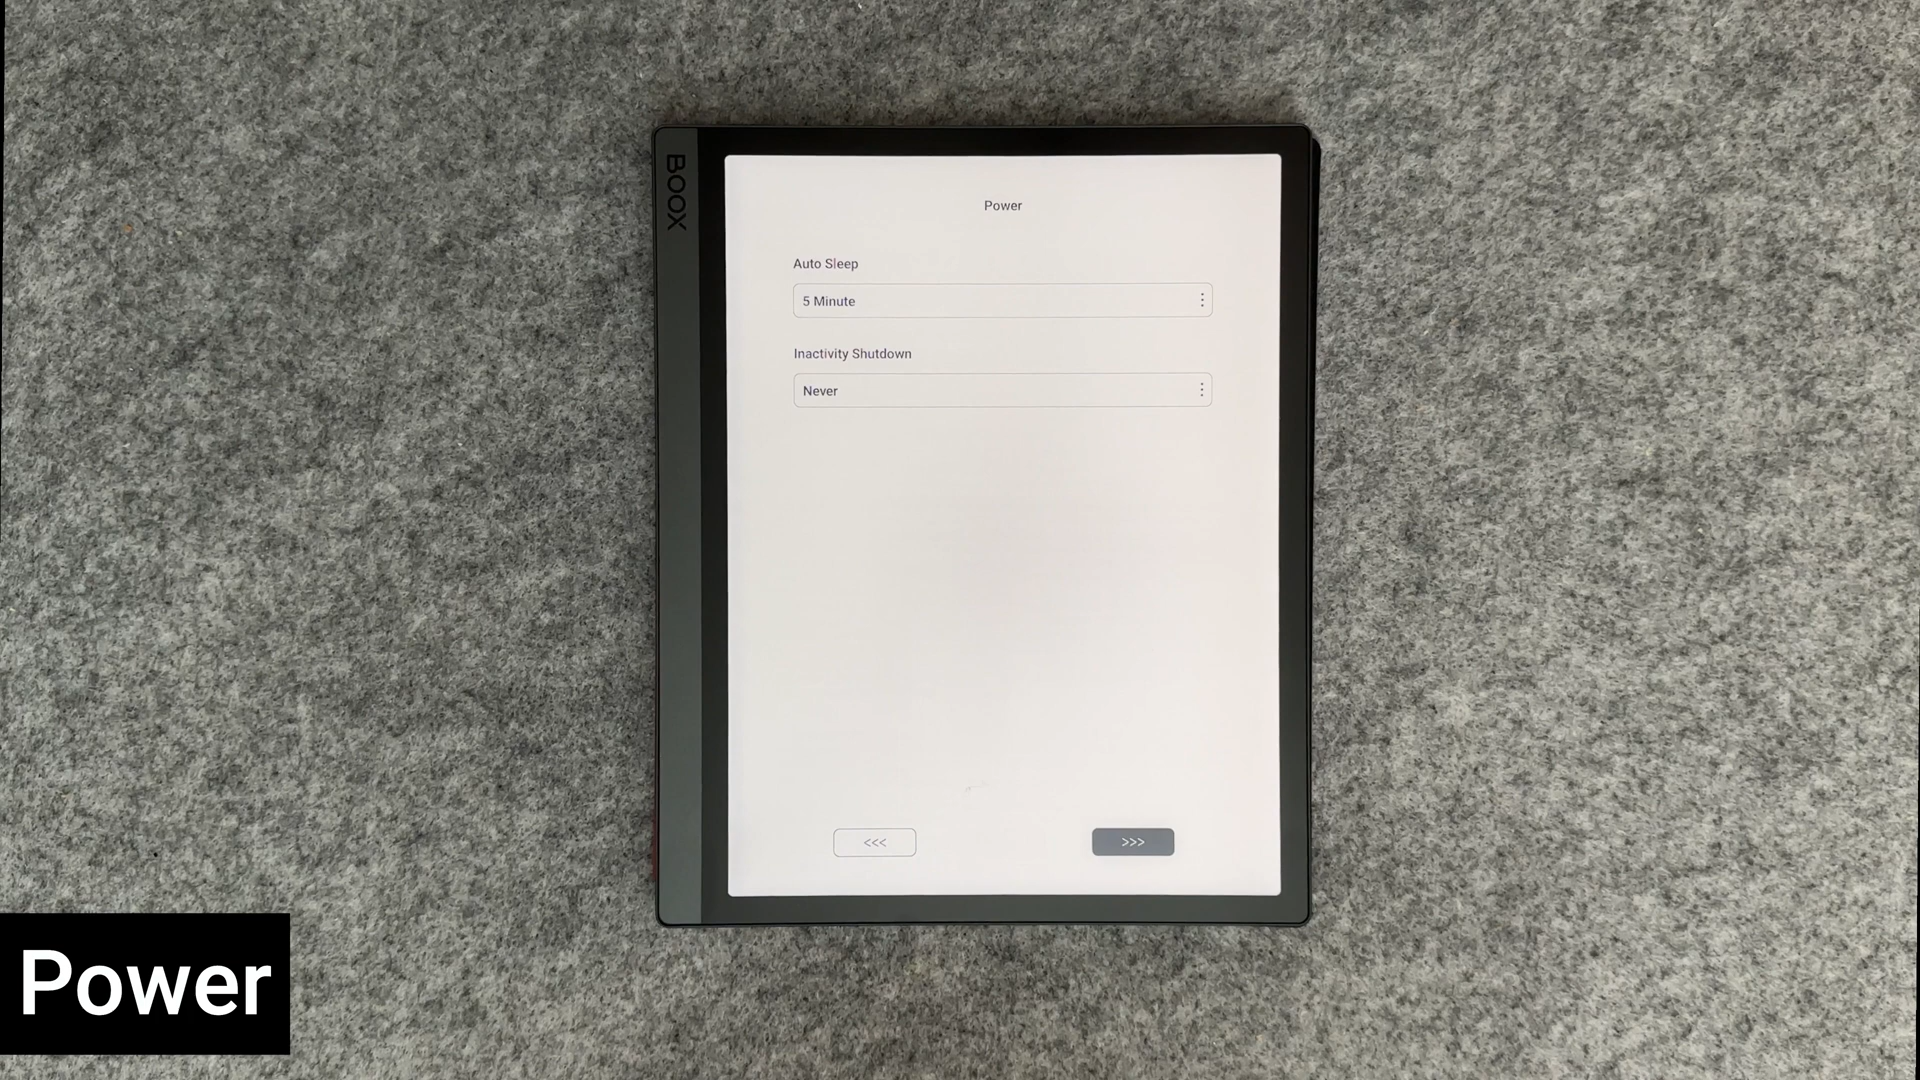 BOOX
Power
Auto Sleep
5 Minute
Inactivity Shutdown
Never
<<<
>>>
Power